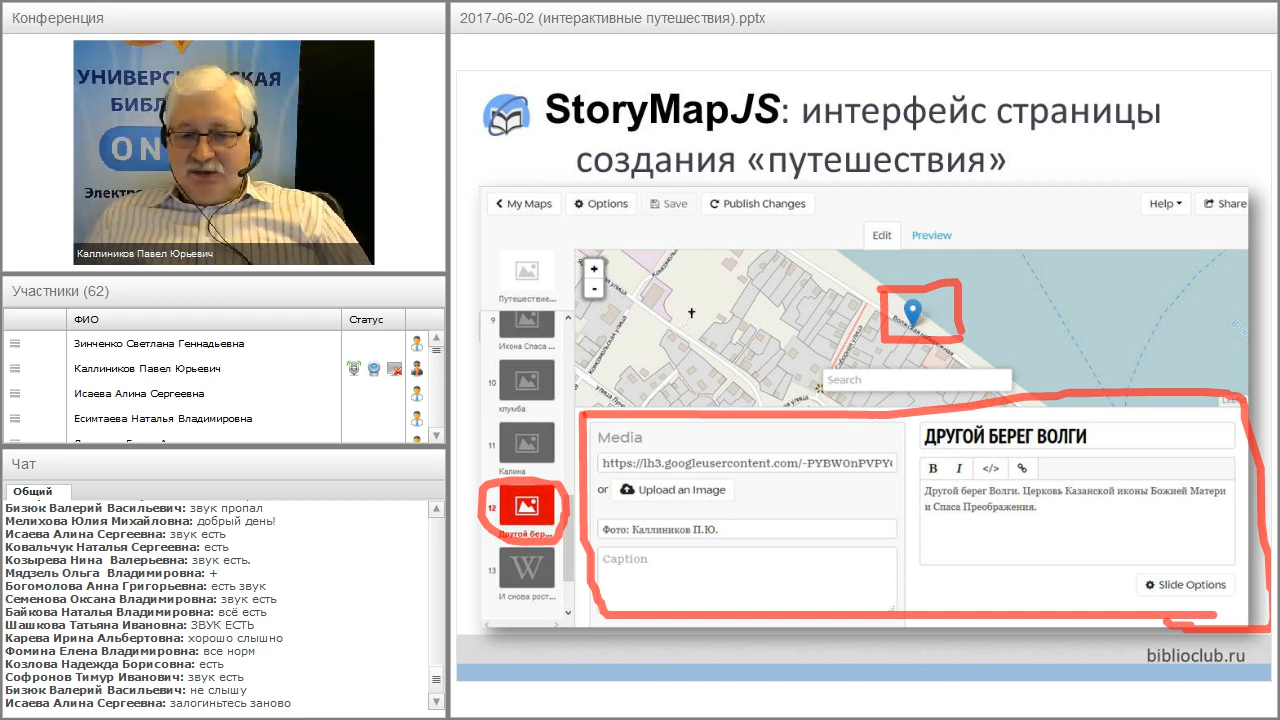 Конференция
УНИВЕРСИТЕТСКАЯ
ON
Каллиников Павел Юрьевич
Участники (62)
ФИО Статус
Зинченко Светлана Геннадьевна
Каллиников Павел Юрьевич
Исаева Алина Сергеевна
Есимтаева Наталья Владимировна
Чат
Общий
Бизюк Валерий Васильевич: звук пропал
Мелихова Юлия Михайловна: добрый день!
Исаева Алина Сергеевна: звук есть
Ковальчук Наталья Сергеевна: есть
Козырева Нина Валерьевна: звук есть.
Мядзель Ольга Владимировна: +
Богомолова Анна Григорьевна: есть звук
Семенова Оксана Владимировна: звук есть
Байкова Наталья Владимировна: всё есть
Шашкова Татьяна Ивановна: ЗВУК ЕСТЬ
Карева Ирина Альбертовна: хорошо слышно
Фомина Елена Владимировна: все норм
Козлова Надежда Борисовна: есть
Софронов Тимур Иванович: звук есть
Бизюк Валерий Васильевич: не слышу
Исаева Алина Сергеевна: залогиньтесь заново
2017-06-02 (интерактивные путешествия).pptx
StoryMapJS: интерфейс страницы
создания «путешествия»
My Maps Options Save Publish Changes Help Share
Edit Preview
+
-
Путешествие...
9
Икона Спаса ...
10
клумба
11
Калина
12
Другой бер...
13
W
И снова рост...
Волжская набережная
Search
Media
https://lh3.googleusercontent.com/-PYBW0nPVPY
or Upload an Image
Фото: Каллиников П.Ю.
Caption
ДРУГОЙ БЕРЕГ ВОЛГИ
B I </>
Другой берег Волги. Церковь Казанской иконы Божией Матери
и Спаса Преображения.
Slide Options
biblioclub.ru